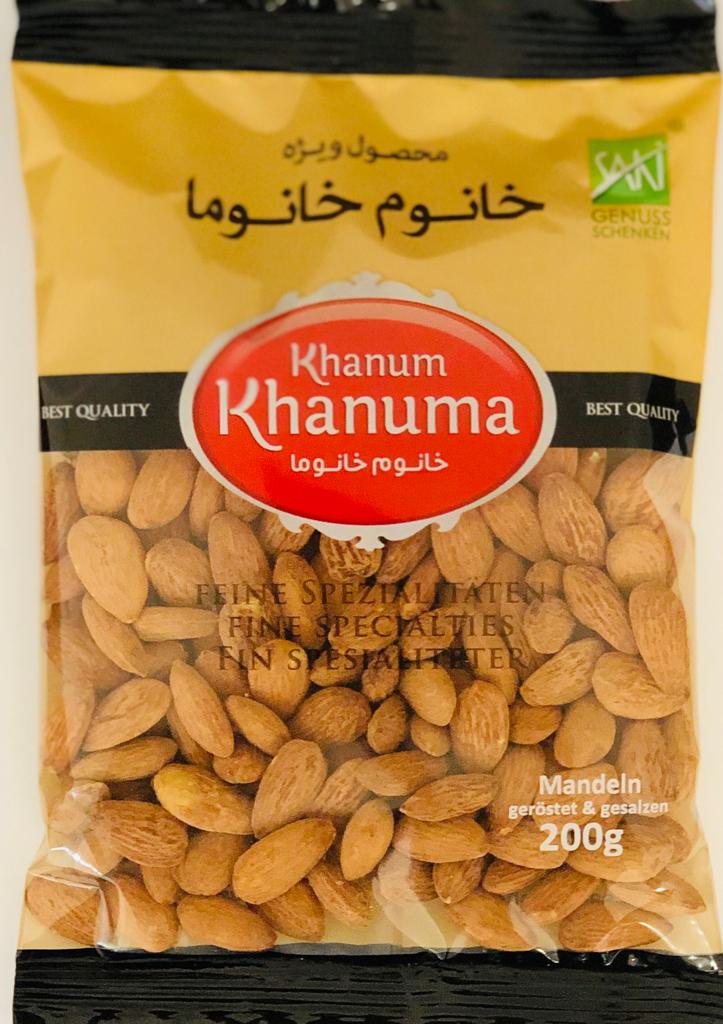 محصول ویژه
خانوم خانوما
SAN
GENUSS
SCHENKEN
Khanum
Khanuma
خانوم خانوما
BEST QUALITY
BEST QUALITY
FEINE SPEZIALITÄTEN
FINE SPECIALTIES
FIN SPESIALITETER
Mandeln
geröstet & gesalzen
200g